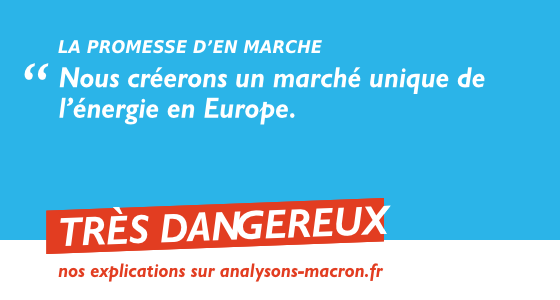 LA PROMESSE D’EN MARCHE
“ Nous créerons un marché unique de
l’énergie en Europe.
TRÈS DANGEREUX
nos explications sur analysons-macron.fr